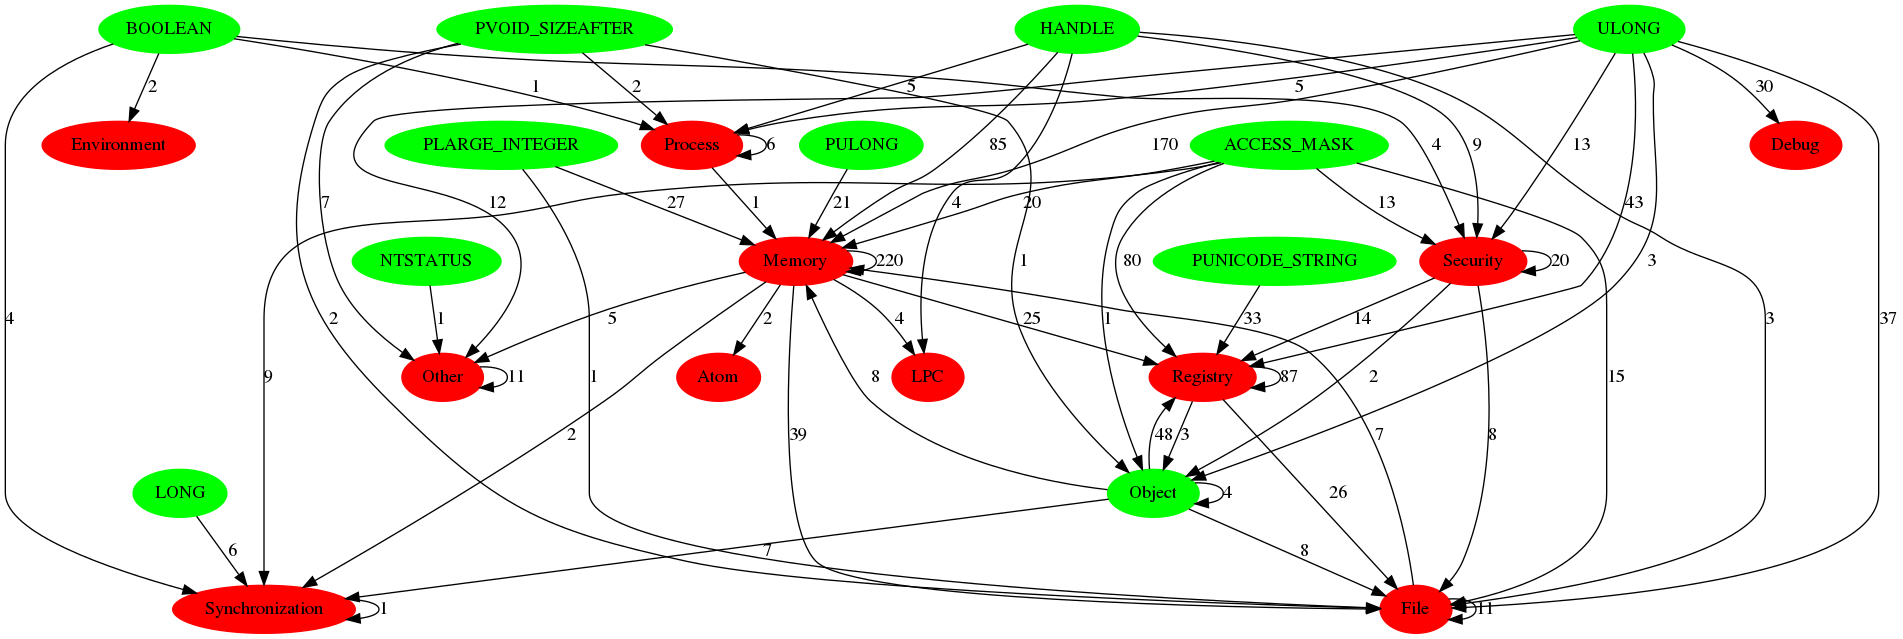 BOOLEAN PVOID_SIZEAFTER HANDLE ULONG
2 1 2 5 5 30
Environment PLARGE_INTEGER Process 6 PULONG ACCESS_MASK Debug
85 170 4 9 13
7 12 27 1 21 4 20 13 43
NTSTATUS Memory 220 1 80 PUNICODE_STRING Security 20 3
4 2 1 5 2 4 25 1 33 14 3 37
9 1 8 2 15
Other 11 Atom LPC Registry 87
2 39 48 3 8 7
LONG Object 4 26
6 7 8
Synchronization 1 File 11